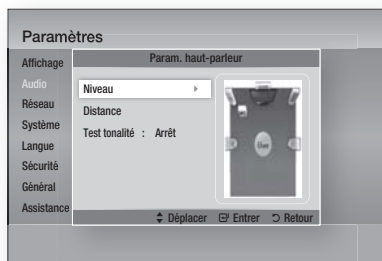 Paramètres
Param. haut-parleur
Affichage
Audio
Réseau
Système
Langue
Sécurité
Général
Assistance
Niveau
Distance
Test tonalité : Arrêt
Déplacer Entrer Retour